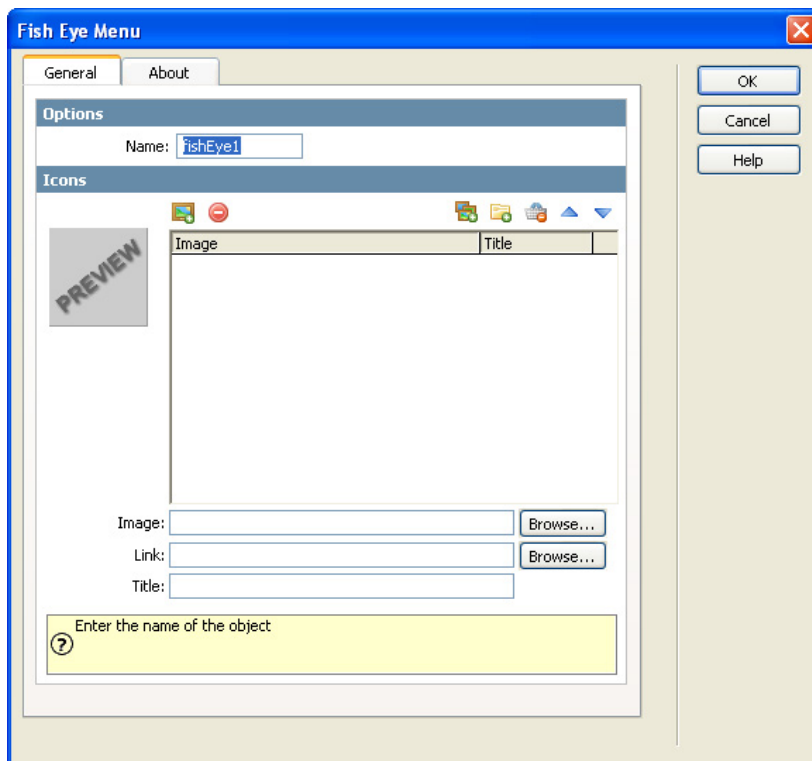 Fish Eye Menu
General
About
OK
Cancel
Help
Options
Name: fishEye1
Icons
PREVIEW
Image
Title
Image:
Browse...
Link:
Browse...
Title:
Enter the name of the object
?